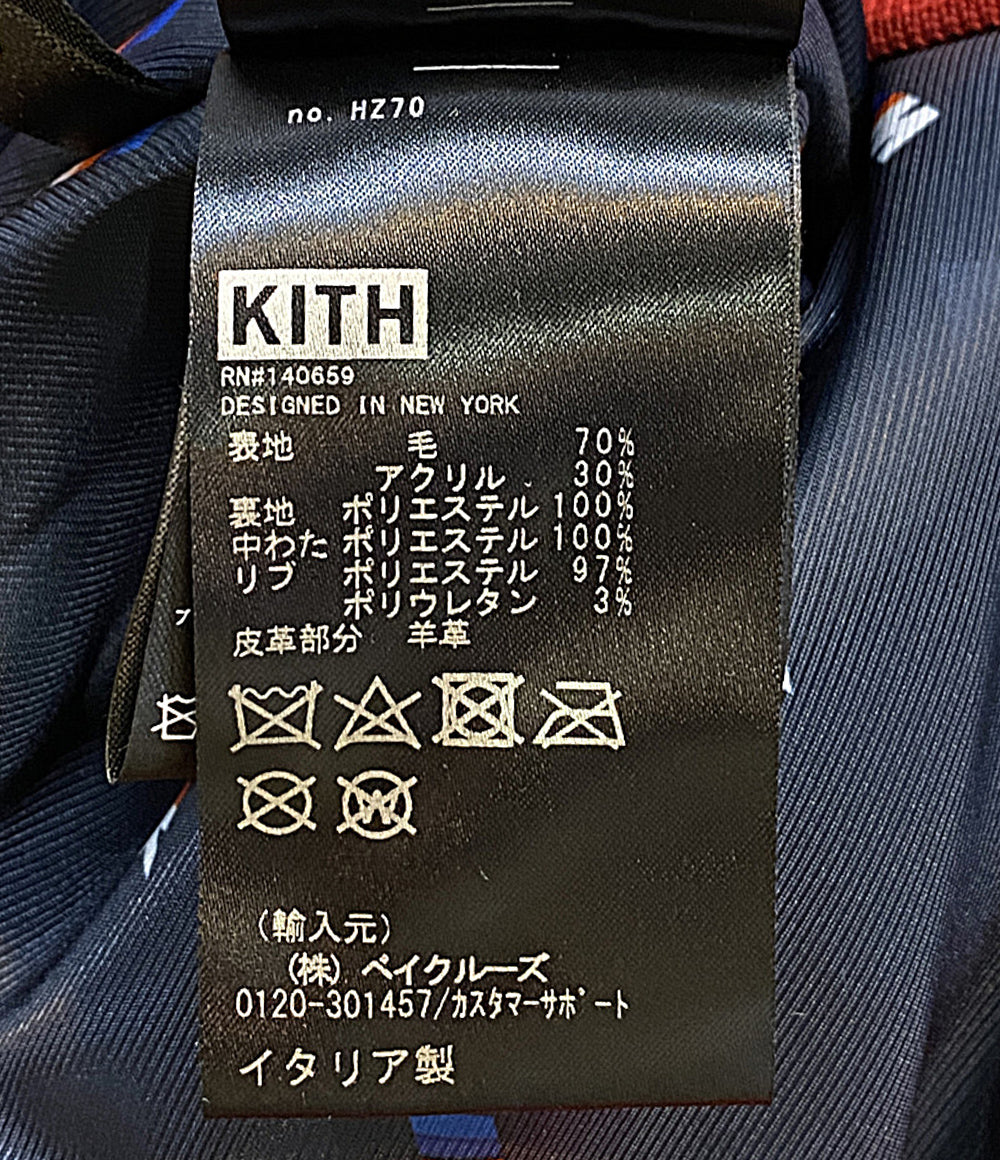 no. HZ70
KITH
RN#140659
DESIGNED IN NEW YORK
表地 毛 70%
アクリル 30%
裏地 ポリエステル 100%
中わた ポリエステル 100%
リブ ポリエステル 97%
ポリウレタン 3%
皮革部分 羊革
W
(輸入元)
(株) ベイクルーズ
0120-301457/カスタマーサポート
イタリア製